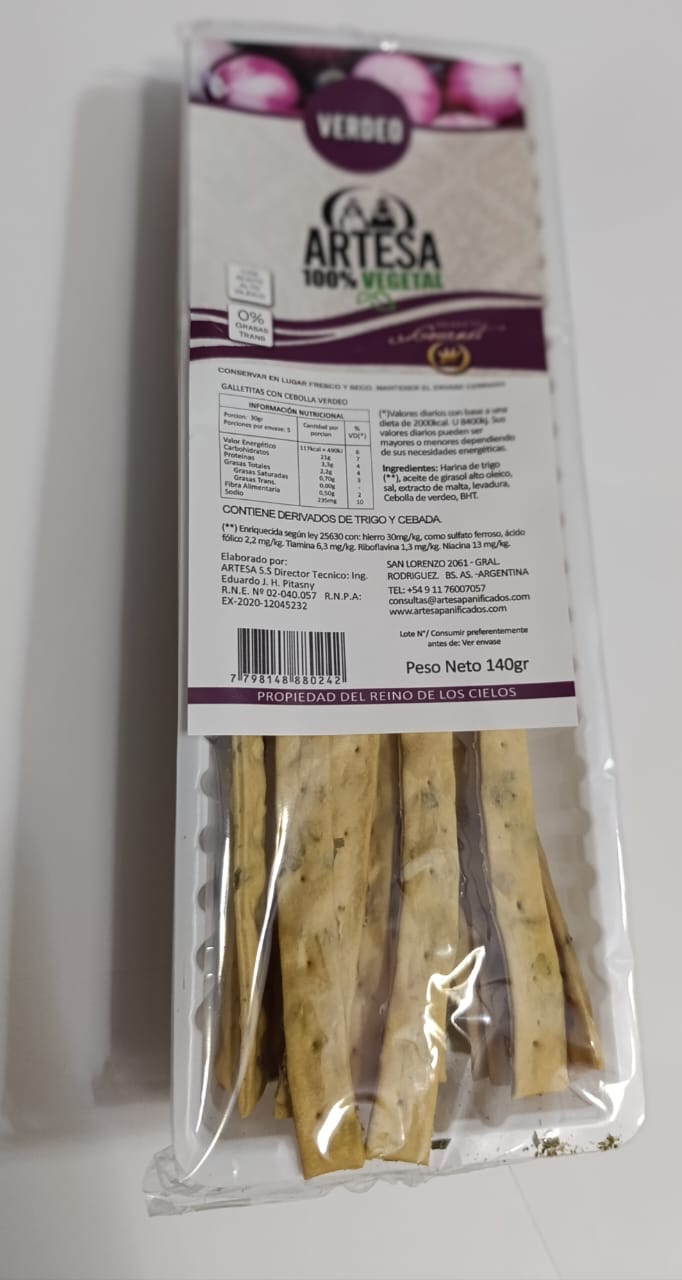 VERDEO
ARTESA
100% VEGETAL
0%
GRASAS
TRANS
Gourmet
CONSERVAR EN LUGAR FRESCO Y SECO. MANTENER EL ENVASE CERRADO
GALLETITAS CON CEBOLLA VERDEO
INFORMACIÓN NUTRICIONAL
Porcion: 30gr
Porciones por envase: 5
Cantidad por
porcion
%
VD(*)
Valor Energético 117kcal = 490kJ 6
Carbohidratos 21g 7
Proteinas 3,3g 4
Grasas Totales 2,2g 4
Grasas Saturadas 0,70g 3
Grasas Trans. 0,00g -
Fibra Alimentaria 0,50g 2
Sodio 235mg 10
(*)Valores diarios con base a una
dieta de 2000kcal. U 8400kj. Sus
valores diarios pueden ser
mayores o menores dependiendo
de sus necesidades energéticas.
Ingredientes: Harina de trigo
(**), aceite de girasol alto oleico,
sal, extracto de malta, levadura,
Cebolla de verdeo, BHT.
CONTIENE DERIVADOS DE TRIGO Y CEBADA.
(**) Enriquecida según ley 25630 con: hierro 30mg/kg, como sulfato ferroso, ácido
fólico 2,2 mg/kg. Tiamina 6,3 mg/kg. Riboflavina 1,3 mg/kg. Niacina 13 mg/kg.
Elaborado por:
ARTESA S.S Director Tecnico: Ing.
Eduardo J. H. Pitasny
R.N.E. Nº 02-040.057 R.N.P.A:
EX-2020-12045232
SAN LORENZO 2061 - GRAL.
RODRIGUEZ. BS. AS. -ARGENTINA
TEL: +54 9 11 76007057
consultas@artesapanificados.com
www.artesapanificados.com
Lote N°/ Consumir preferentemente
antes de: Ver envase
7 798148 880242
Peso Neto 140gr
PROPIEDAD DEL REINO DE LOS CIELOS